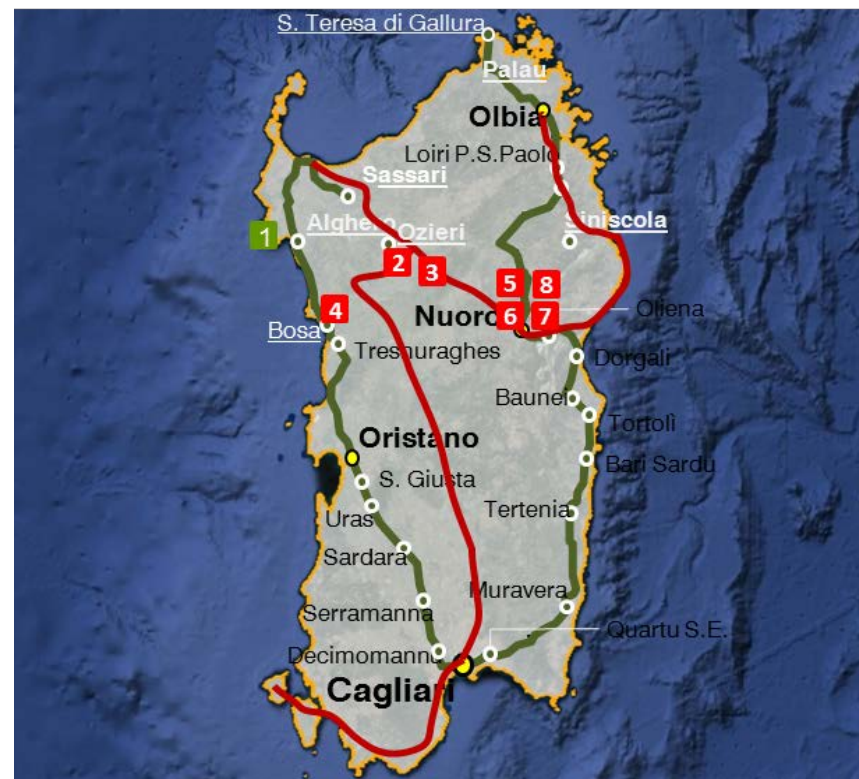 S. Teresa di Gallura
Palau
Olbia
Loiri P.S.Paolo
Sassari
Siniscola
1
Alghero
Ozieri
2
3
5
8
4
Nuoro
6
7
Oliena
Bosa
Tresnuraghes
Dorgali
Baunei
Tortolì
Oristano
Bari Sardu
S. Giusta
Uras
Tertenia
Sardara
Muravera
Serramanna
Quartu S.E.
Decimomannu
Cagliari